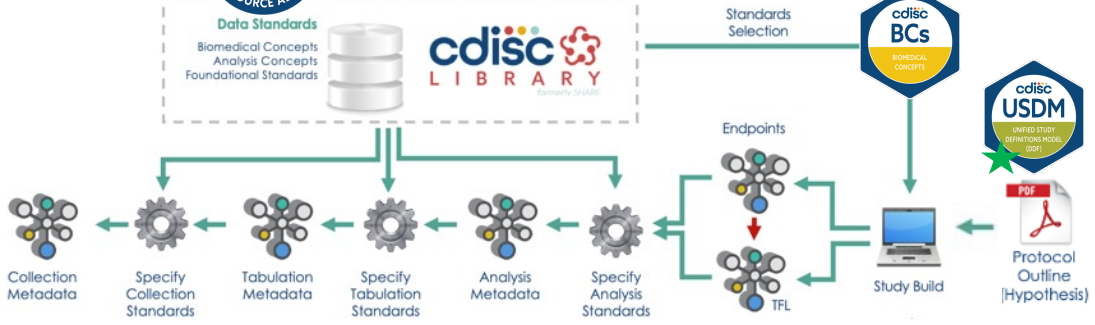 SOURCE AL
Data Standards
Biomedical Concepts
Analysis Concepts
Foundational Standards
cdisc
LIBRARY
formerly SHARE
Standards
Selection
cdisc
BCs
BIOMEDICAL
CONCEPTS
cdisc
USDM
UNIFIED STUDY
DEFINITIONS MODEL
(DDF)
Endpoints
TFL
PDF
Collection
Metadata
Specify
Collection
Standards
Tabulation
Metadata
Specify
Tabulation
Standards
Analysis
Metadata
Specify
Analysis
Standards
Study Build
Protocol
Outline
(Hypothesis)